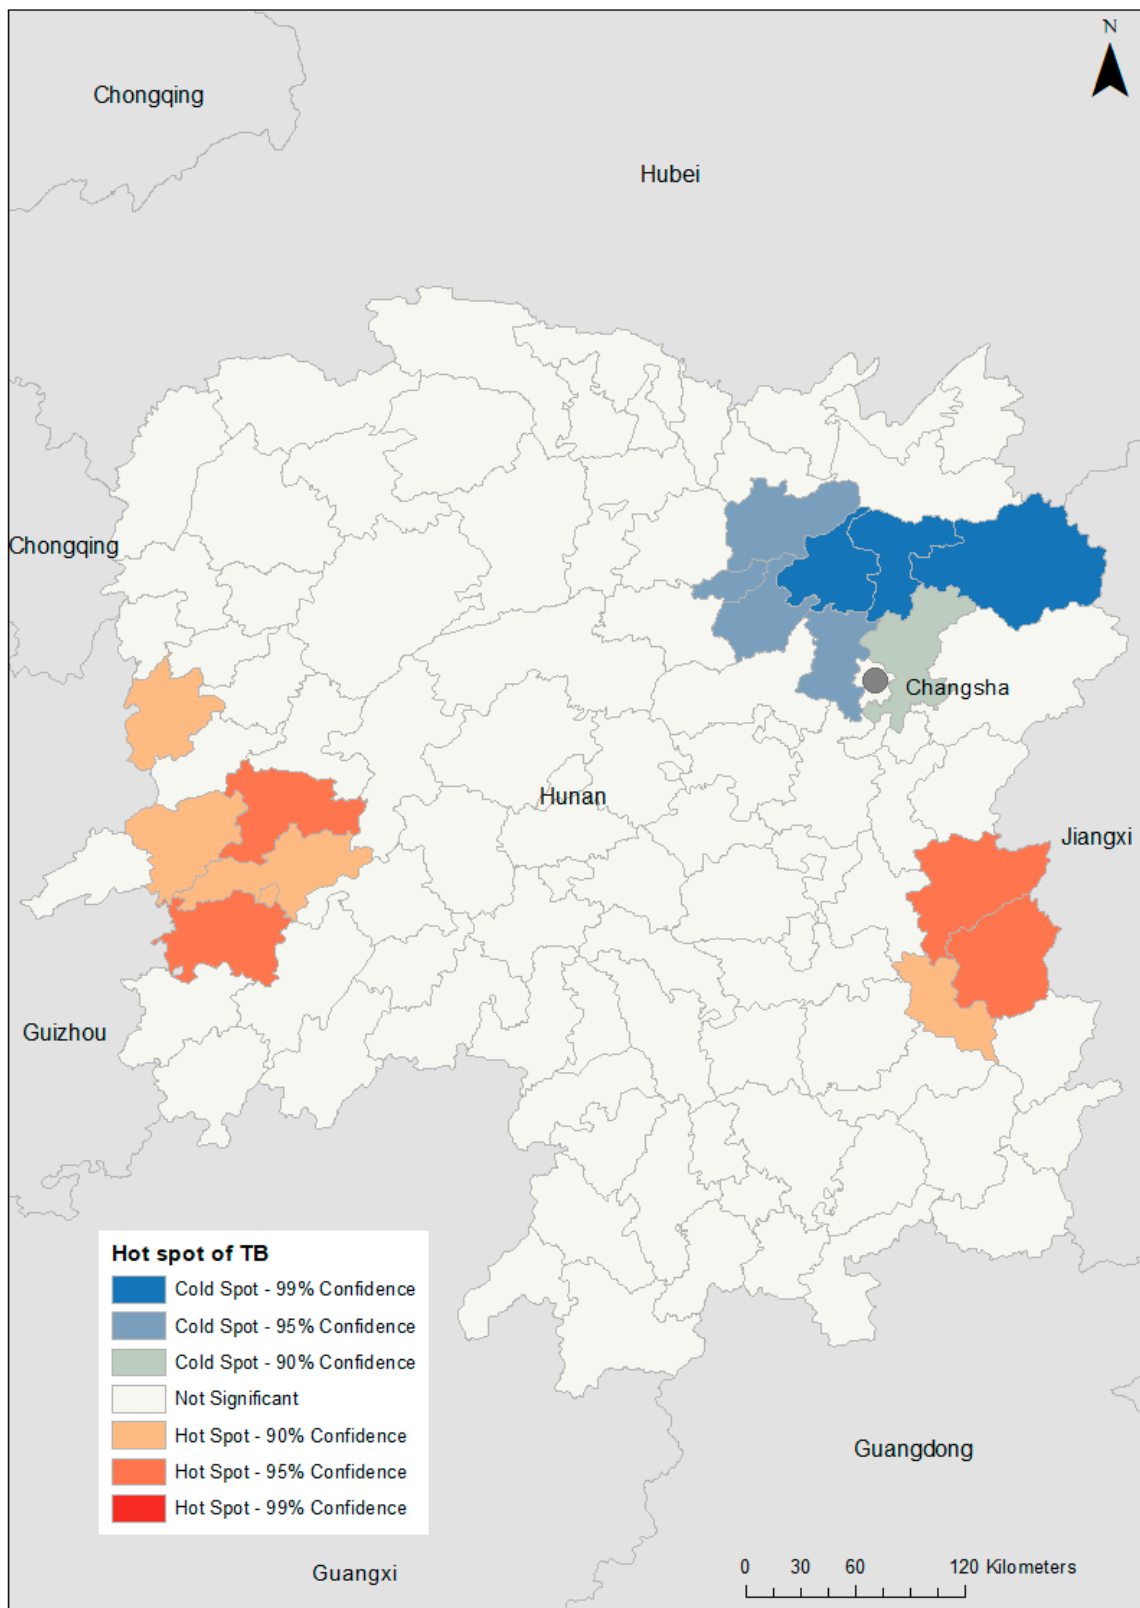 N
Chongqing
Hubei
Chongqing
Changsha
Hunan
Jiangxi
Guizhou
Hot spot of TB
Cold Spot - 99% Confidence
Cold Spot - 95% Confidence
Cold Spot - 90% Confidence
Not Significant
Hot Spot - 90% Confidence
Hot Spot - 95% Confidence
Hot Spot - 99% Confidence
Guangdong
Guangxi
0 30 60 120 Kilometers